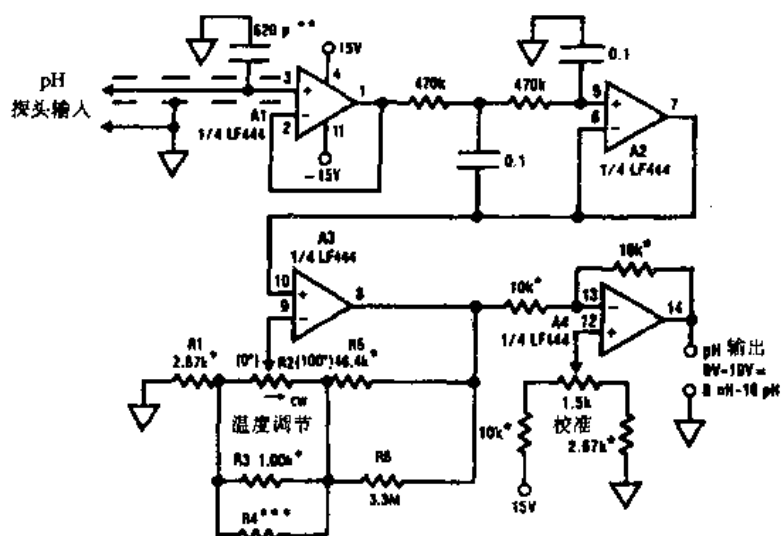 620 p **
15V
4
3
+
1
A1
2
−
1/4 LF444
11
-15V
pH
探头输入
470k
470k
0.1
0.1
5
+
6
−
7
A2
1/4 LF444
A3
1/4 LF444
10
+
9
−
8
R1
2.67k*
(0°)
R2(100°)
R5
46.4k*
→ cw
温度调节
R3 1.00k*
R4***
R6
3.3M
10k*
10k*
13
−
12
+
14
A4
1/4 LF444
pH 输出
1.5k
校准
10k*
2.67k*
15V